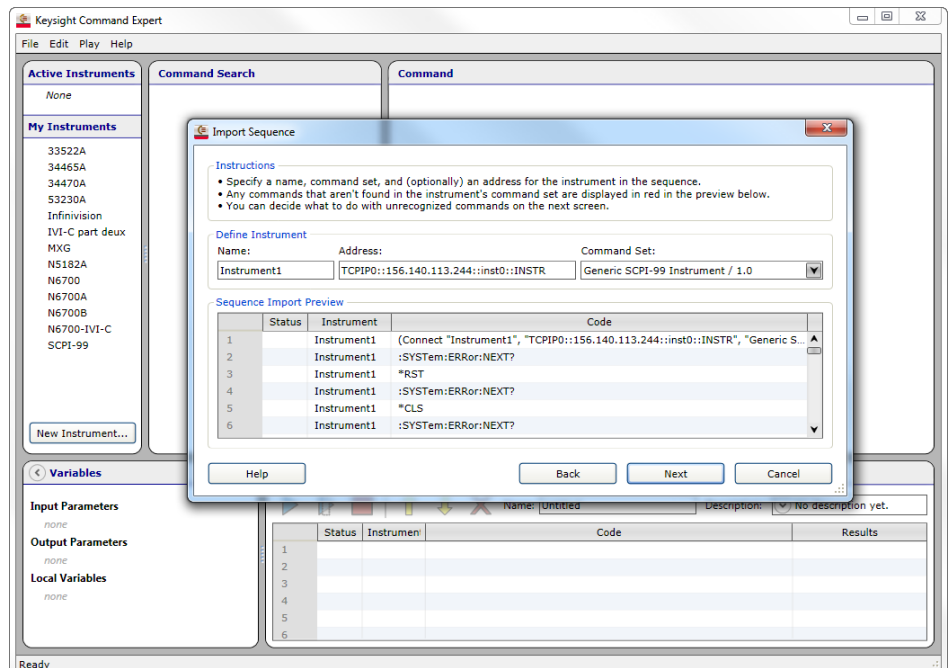 Keysight Command Expert
File Edit Play Help
Active Instruments
None
My Instruments
33522A
34465A
34470A
53230A
Infinivision
IVI-C part deux
MXG
N5182A
N6700
N6700A
N6700B
N6700-IVI-C
SCPI-99
New Instrument...
Command Search
Command
Import Sequence
Instructions
• Specify a name, command set, and (optionally) an address for the instrument in the sequence.
• Any commands that aren't found in the instrument's command set are displayed in red in the preview below.
• You can decide what to do with unrecognized commands on the next screen.
Define Instrument
Name: Address: Command Set:
Instrument1 TCPIP0::156.140.113.244::inst0::INSTR Generic SCPI-99 Instrument / 1.0
Sequence Import Preview
Status Instrument Code
1 Instrument1 (Connect "Instrument1", "TCPIP0::156.140.113.244::inst0::INSTR", "Generic S...
2 Instrument1 :SYSTem:ERRor:NEXT?
3 Instrument1 *RST
4 Instrument1 :SYSTem:ERRor:NEXT?
5 Instrument1 *CLS
6 Instrument1 :SYSTem:ERRor:NEXT?
Help Back Next Cancel
Variables
Input Parameters
none
Output Parameters
none
Local Variables
none
Name: Untitled Description: No description yet.
Status Instrumen Code Results
1
2
3
4
5
6
Ready